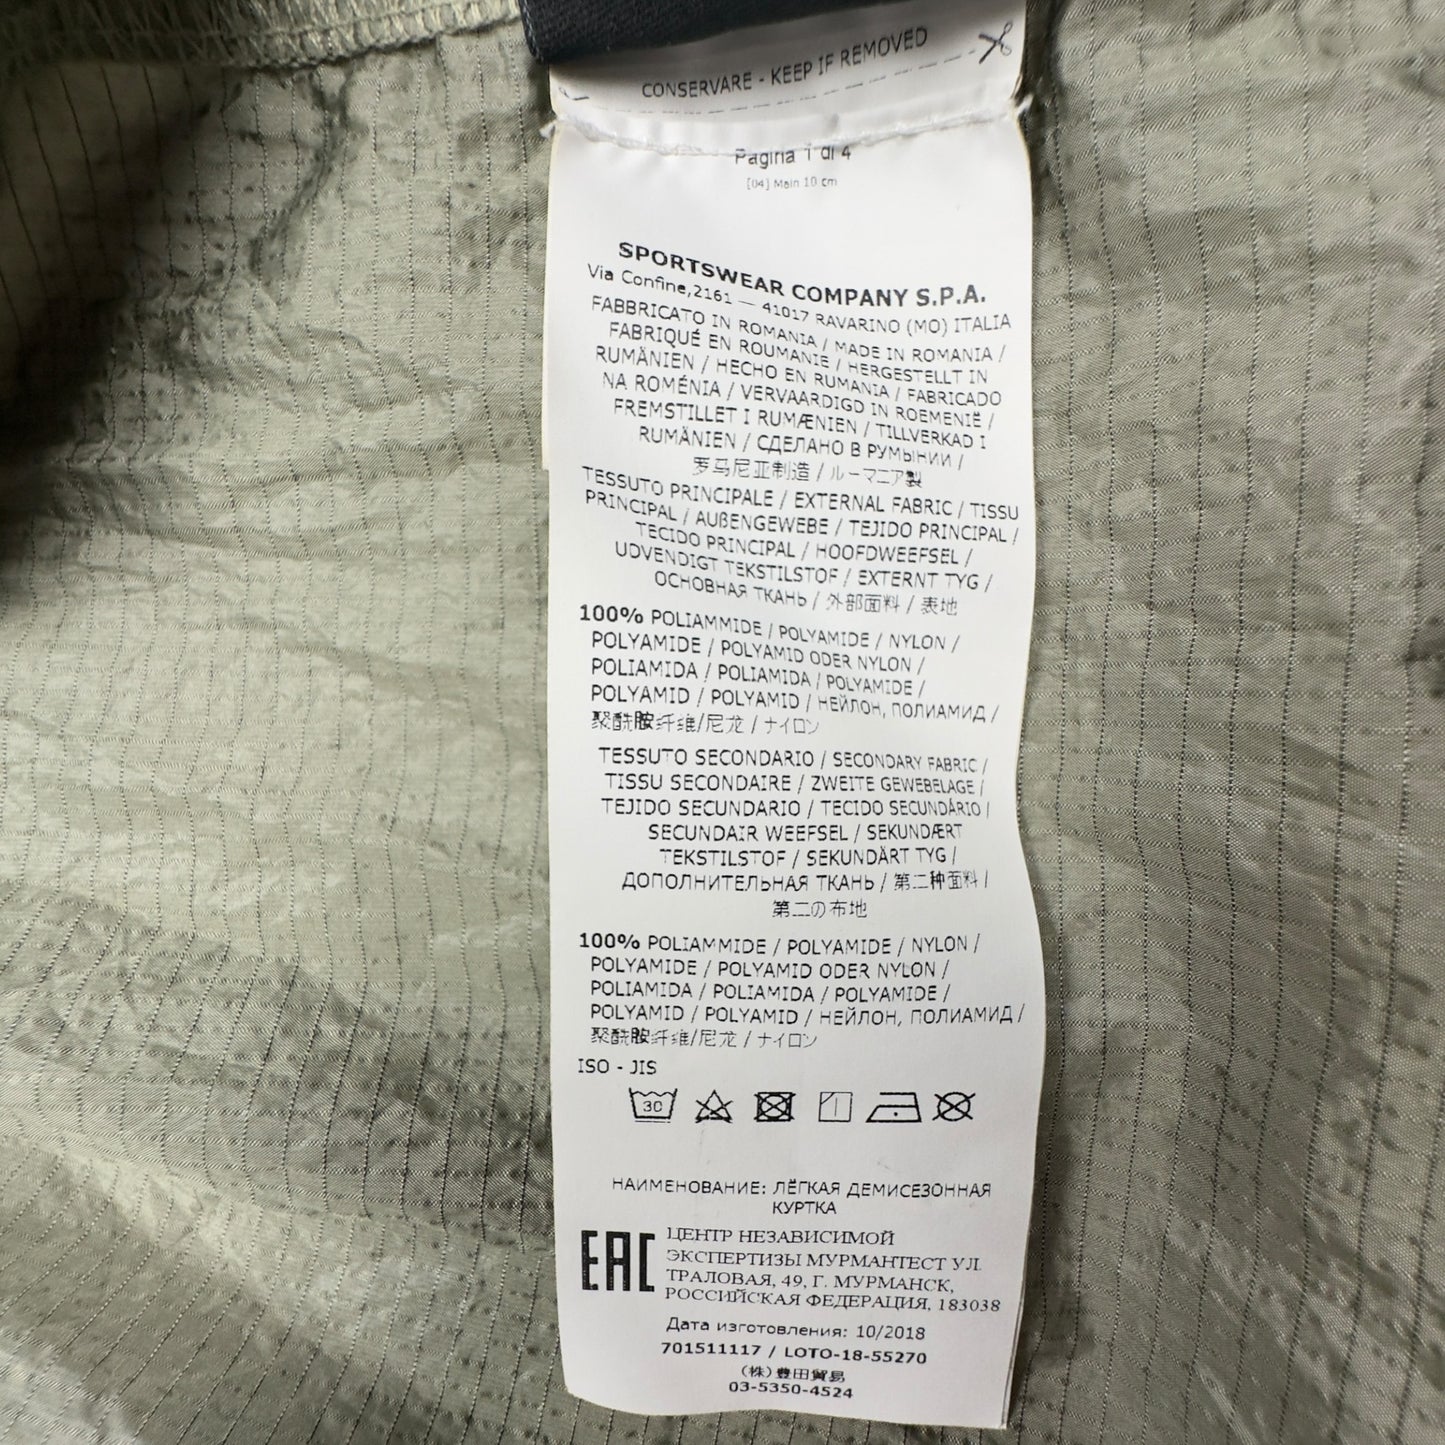 CONSERVARE - KEEP IF REMOVED
Pagina 1 di 4
[04] Main 10 cm
SPORTSWEAR COMPANY S.P.A.
Via Confine,2161 — 41017 RAVARINO (MO) ITALIA
FABBRICATO IN ROMANIA / MADE IN ROMANIA /
FABRIQUÉ EN ROUMANIE / HERGESTELLT IN
RUMÄNIEN / HECHO EN RUMANIA / FABRICADO
NA ROMÉNIA / VERVAARDIGD IN ROEMENIË /
FREMSTILLET I RUMÆNIEN / TILLVERKAD I
RUMÄNIEN / СДЕЛАНО В РУМЫНИИ /
罗马尼亚制造 / ルーマニア製
TESSUTO PRINCIPALE / EXTERNAL FABRIC / TISSU
PRINCIPAL / AUßENGEWEBE / TEJIDO PRINCIPAL /
TECIDO PRINCIPAL / HOOFDWEEFSEL /
UDVENDIGT TEKSTILSTOF / EXTERNT TYG /
ОСНОВНАЯ ТКАНЬ / 外部面料 / 表地
100% POLIAMMIDE / POLYAMIDE / NYLON /
POLYAMIDE / POLYAMID ODER NYLON /
POLIAMIDA / POLIAMIDA / POLYAMIDE /
POLYAMID / POLYAMID / НЕЙЛОН, ПОЛИАМИД /
聚酰胺纤维/尼龙 / ナイロン
TESSUTO SECONDARIO / SECONDARY FABRIC /
TISSU SECONDAIRE / ZWEITE GEWEBELAGE /
TEJIDO SECUNDARIO / TECIDO SECUNDÁRIO /
SECUNDAIR WEEFSEL / SEKUNDÆRT
TEKSTILSTOF / SEKUNDÄRT TYG /
ДОПОЛНИТЕЛЬНАЯ ТКАНЬ / 第二种面料 /
第二の布地
100% POLIAMMIDE / POLYAMIDE / NYLON /
POLYAMIDE / POLYAMID ODER NYLON /
POLIAMIDA / POLIAMIDA / POLYAMIDE /
POLYAMID / POLYAMID / НЕЙЛОН, ПОЛИАМИД /
聚酰胺纤维/尼龙 / ナイロン
ISO - JIS
30
НАИМЕНОВАНИЕ: ЛЁГКАЯ ДЕМИСЕЗОННАЯ
КУРТКА
EAC
ЦЕНТР НЕЗАВИСИМОЙ
ЭКСПЕРТИЗЫ МУРМАНТЕСТ УЛ.
ТРАЛОВАЯ, 49, Г. МУРМАНСК,
РОССИЙСКАЯ ФЕДЕРАЦИЯ, 183038
Дата изготовления: 10/2018
701511117 / LOTO-18-55270
(株)豊田貿易
03-5350-4524